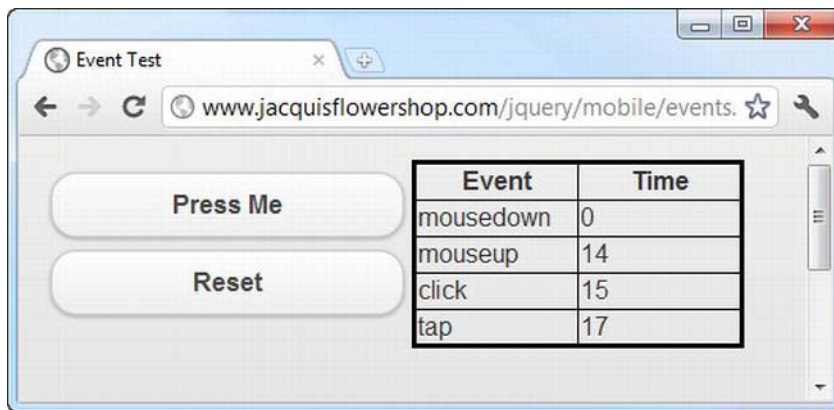 Event Test
www.jacquisflowershop.com/jquery/mobile/events.
Press Me
Reset
Event Time
mousedown 0
mouseup 14
click 15
tap 17